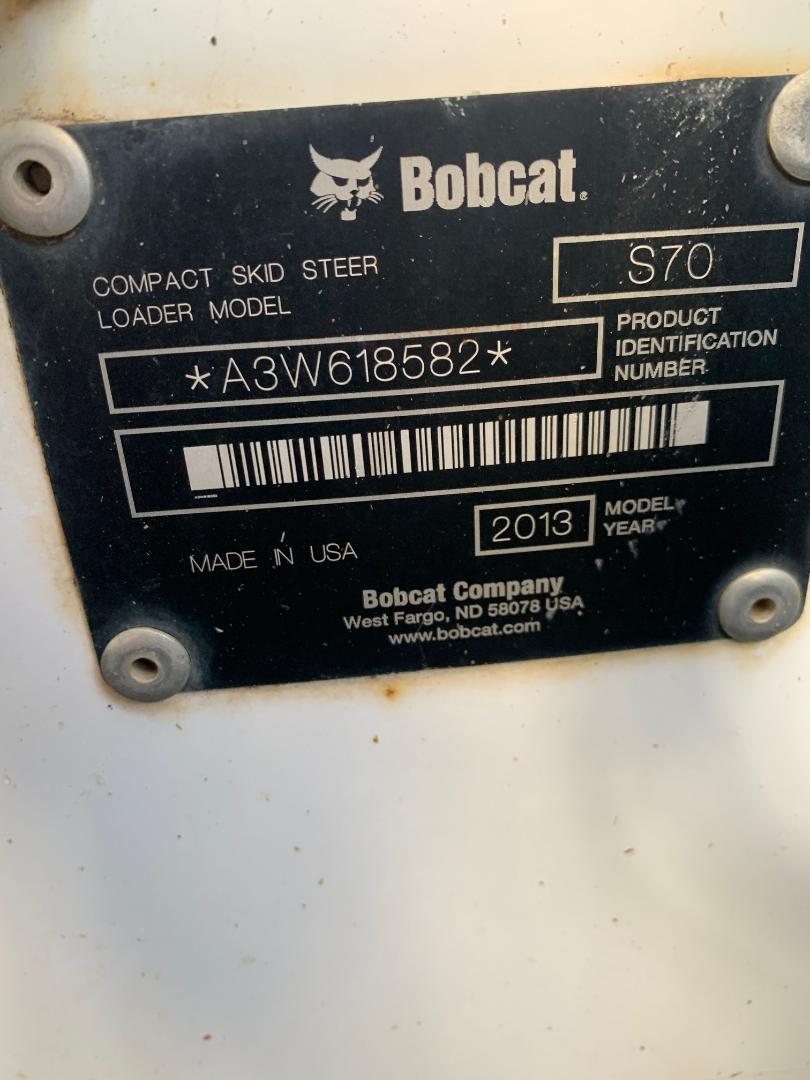 Bobcat®
COMPACT SKID STEER
LOADER MODEL
S70
*A3W618582*
PRODUCT
IDENTIFICATION
NUMBER
2013
MODEL
YEAR
MADE IN USA
Bobcat Company
West Fargo, ND 58078 USA
www.bobcat.com